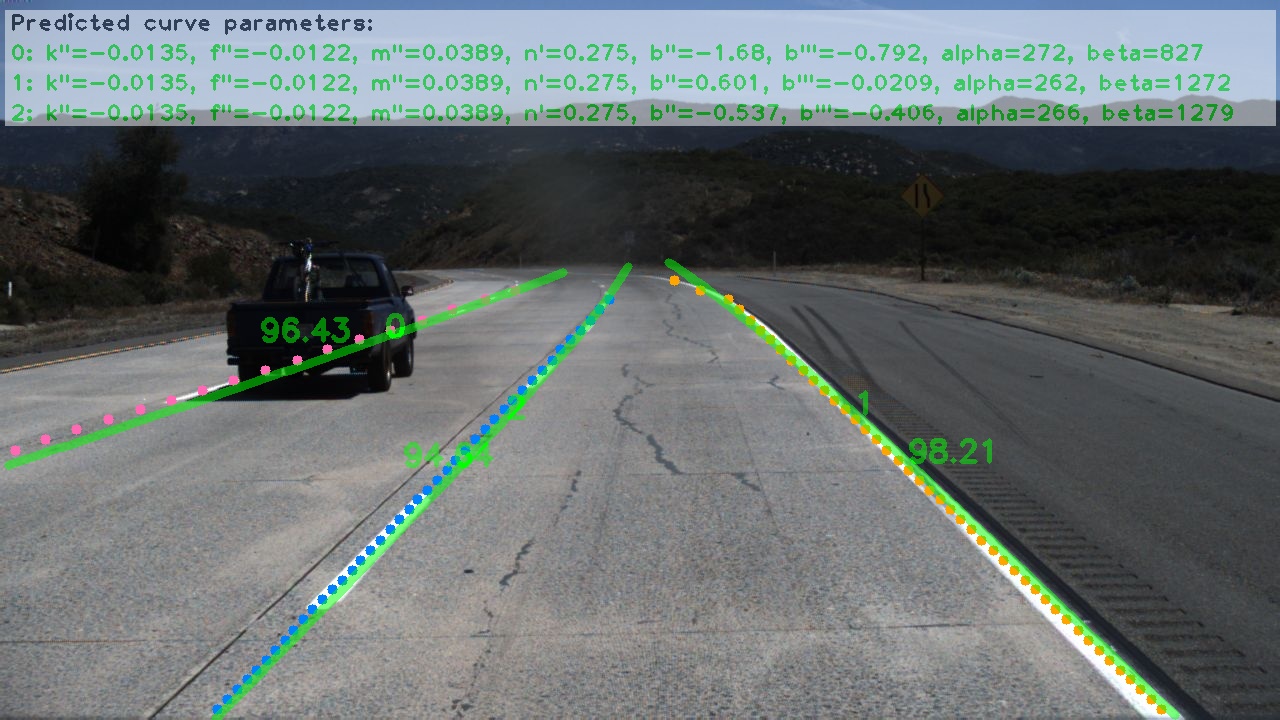 Predicted curve parameters:
0: k''=-0.0135, f''=-0.0122, m''=0.0389, n'=0.275, b''=-1.68, b'''=-0.792, alpha=272, beta=827
1: k''=-0.0135, f''=-0.0122, m''=0.0389, n'=0.275, b''=0.601, b'''=-0.0209, alpha=262, beta=1272
2: k''=-0.0135, f''=-0.0122, m''=0.0389, n'=0.275, b''=-0.537, b'''=-0.406, alpha=266, beta=1279
96.43 0
1
98.21